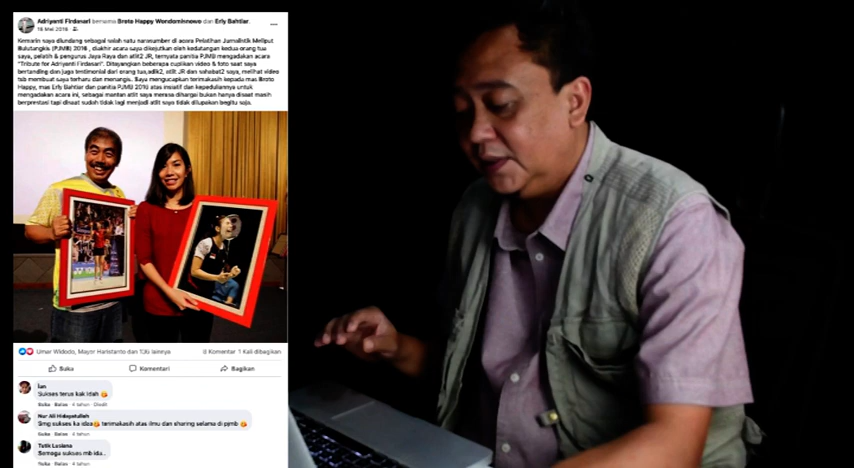 Adriyanti Firdasari bersama Broto Happy Wondomisnowo dan Erly Bahtiar.
16 Mei 2016
Kemarin saya diundang sebagai salah satu narasumber di acara Pelatihan Jurnalistik Meliput
Bulutangkis (PJMB) 2016 , diakhir acara saya dikejutkan oleh kedatangan kedua orang tua
saya, pelatih & pengurus Jaya Raya dan atlit2 JR, ternyata panitia PJMB mengadakan acara
"Tribute for Adriyanti Firdasari". Ditayangkan beberapa cuplikan video & foto saat saya
bertanding dan juga testimonial dari orang tua,adik2, atlit JR dan sahabat2 saya, melihat video
tsb membuat saya terharu dan menangis. Saya mengucapkan terimakasih kepada mas Broto
Happy, mas Erly Bahtiar dan panitia PJMB 2016 atas inisiatif dan kepeduliannya untuk
mengadakan acara ini, sebagai mantan atlit saya merasa dihargai bukan hanya disaat masih
berprestasi tapi disaat sudah tidak lagi menjadi atlit saya tidak dilupakan begitu saja.
YONEX
Umar Widodo, Mayor Haristanto dan 136 lainnya 8 Komentar 1 Kali dibagikan
Suka Komentari Bagikan
Ian
Sukses terus kak Idah
Suka · Balas · 4 tahun · Diedit
Nur Ali Hidayatulloh
Smg sukses ka idaa terimakasih atas ilmu dan sharing selama di ppmb
Suka · Balas · 4 tahun
Tutik Lusiana
Semoga sukses mb ida..
Suka · Balas · 4 tahun